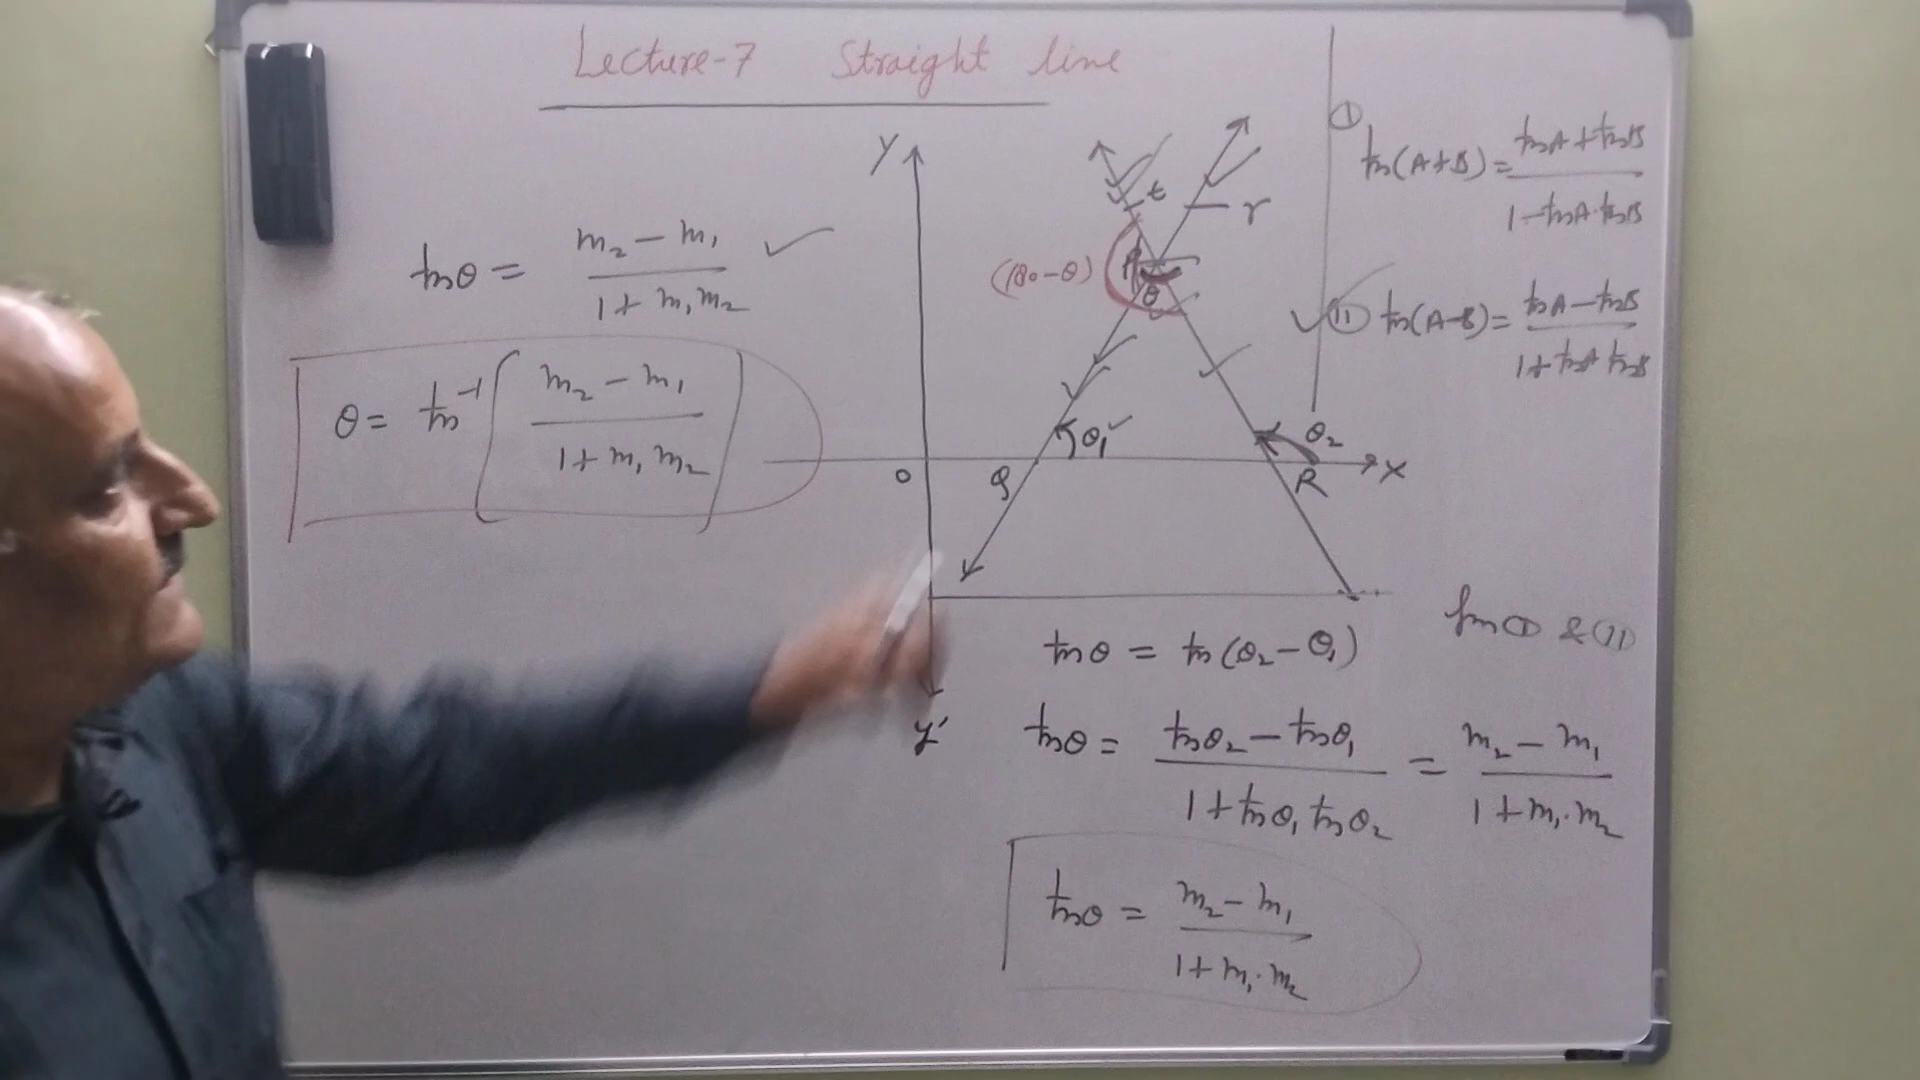 Lecture-7 Straight line
tanθ = m₂ - m₁ / 1 + m₁m₂
θ = tan⁻¹ ( m₂ - m₁ / 1 + m₁m₂ )
Y
t
r
(180-θ)
θ
θ₁
θ₂
O
Q
R
X
Y'
① tan(A+B) = tanA + tanB / 1 - tanA·tanB
② tan(A-B) = tanA - tanB / 1 + tanA tanB
from ① & (11)
tanθ = tan(θ₂ - θ₁)
tanθ = tanθ₂ - tanθ₁ / 1 + tanθ₁ tanθ₂ = m₂ - m₁ / 1 + m₁·m₂
tanθ = m₂ - m₁ / 1 + m₁·m₂